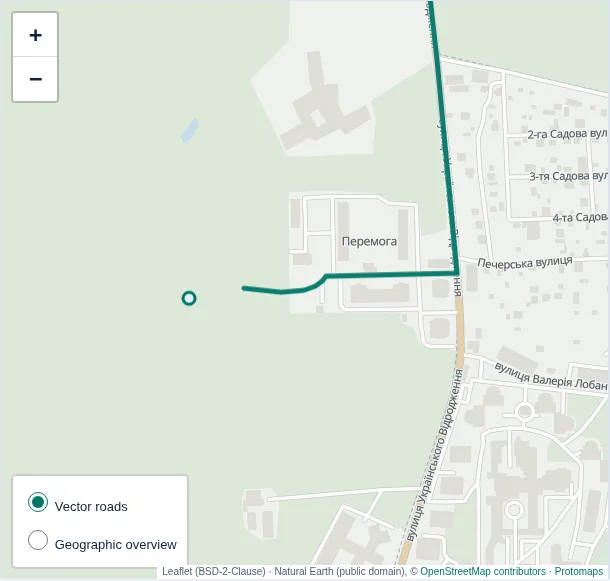 +
−
2-га Садова вул
3-тя Садова вул
4-та Садова
Перемога
Печерська вулиця
вулиця Валерія Лобан
вулиця Українського Відродження
Vector roads
Geographic overview
Leaflet (BSD-2-Clause) · Natural Earth (public domain), © OpenStreetMap contributors · Protomaps